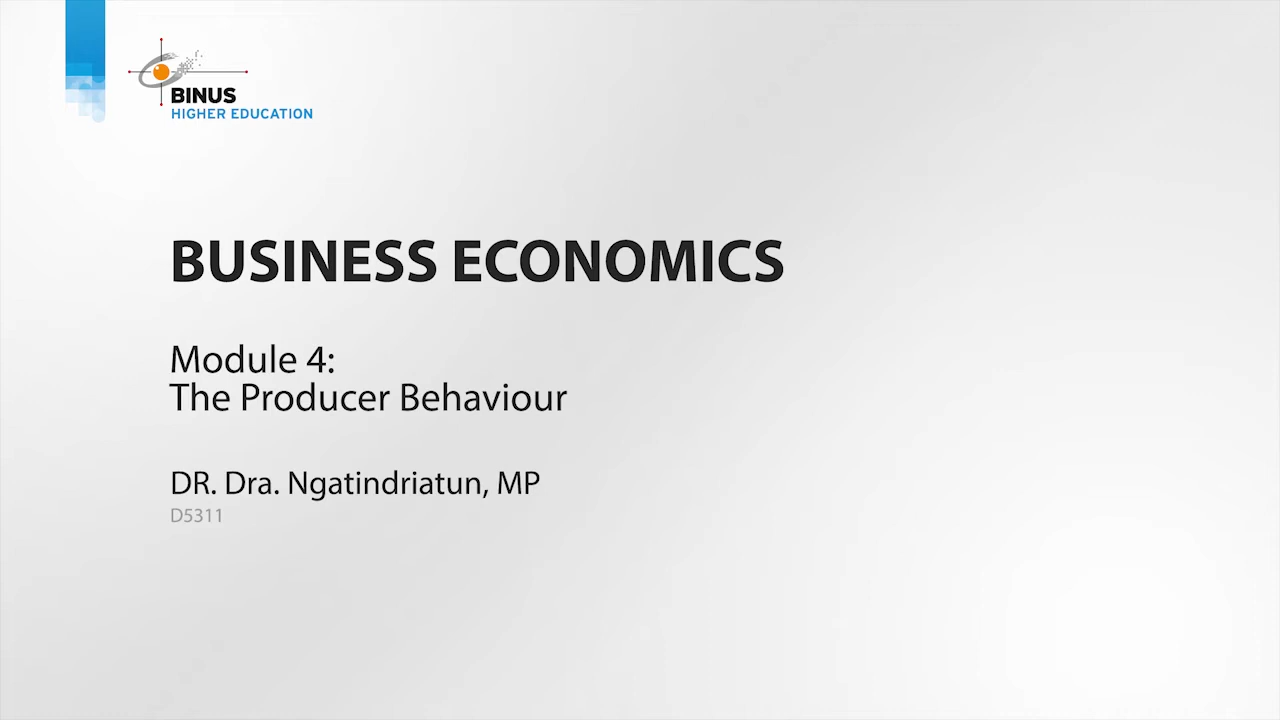 BINUS
HIGHER EDUCATION
BUSINESS ECONOMICS
Module 4:
The Producer Behaviour
DR. Dra. Ngatindriatun, MP
D5311